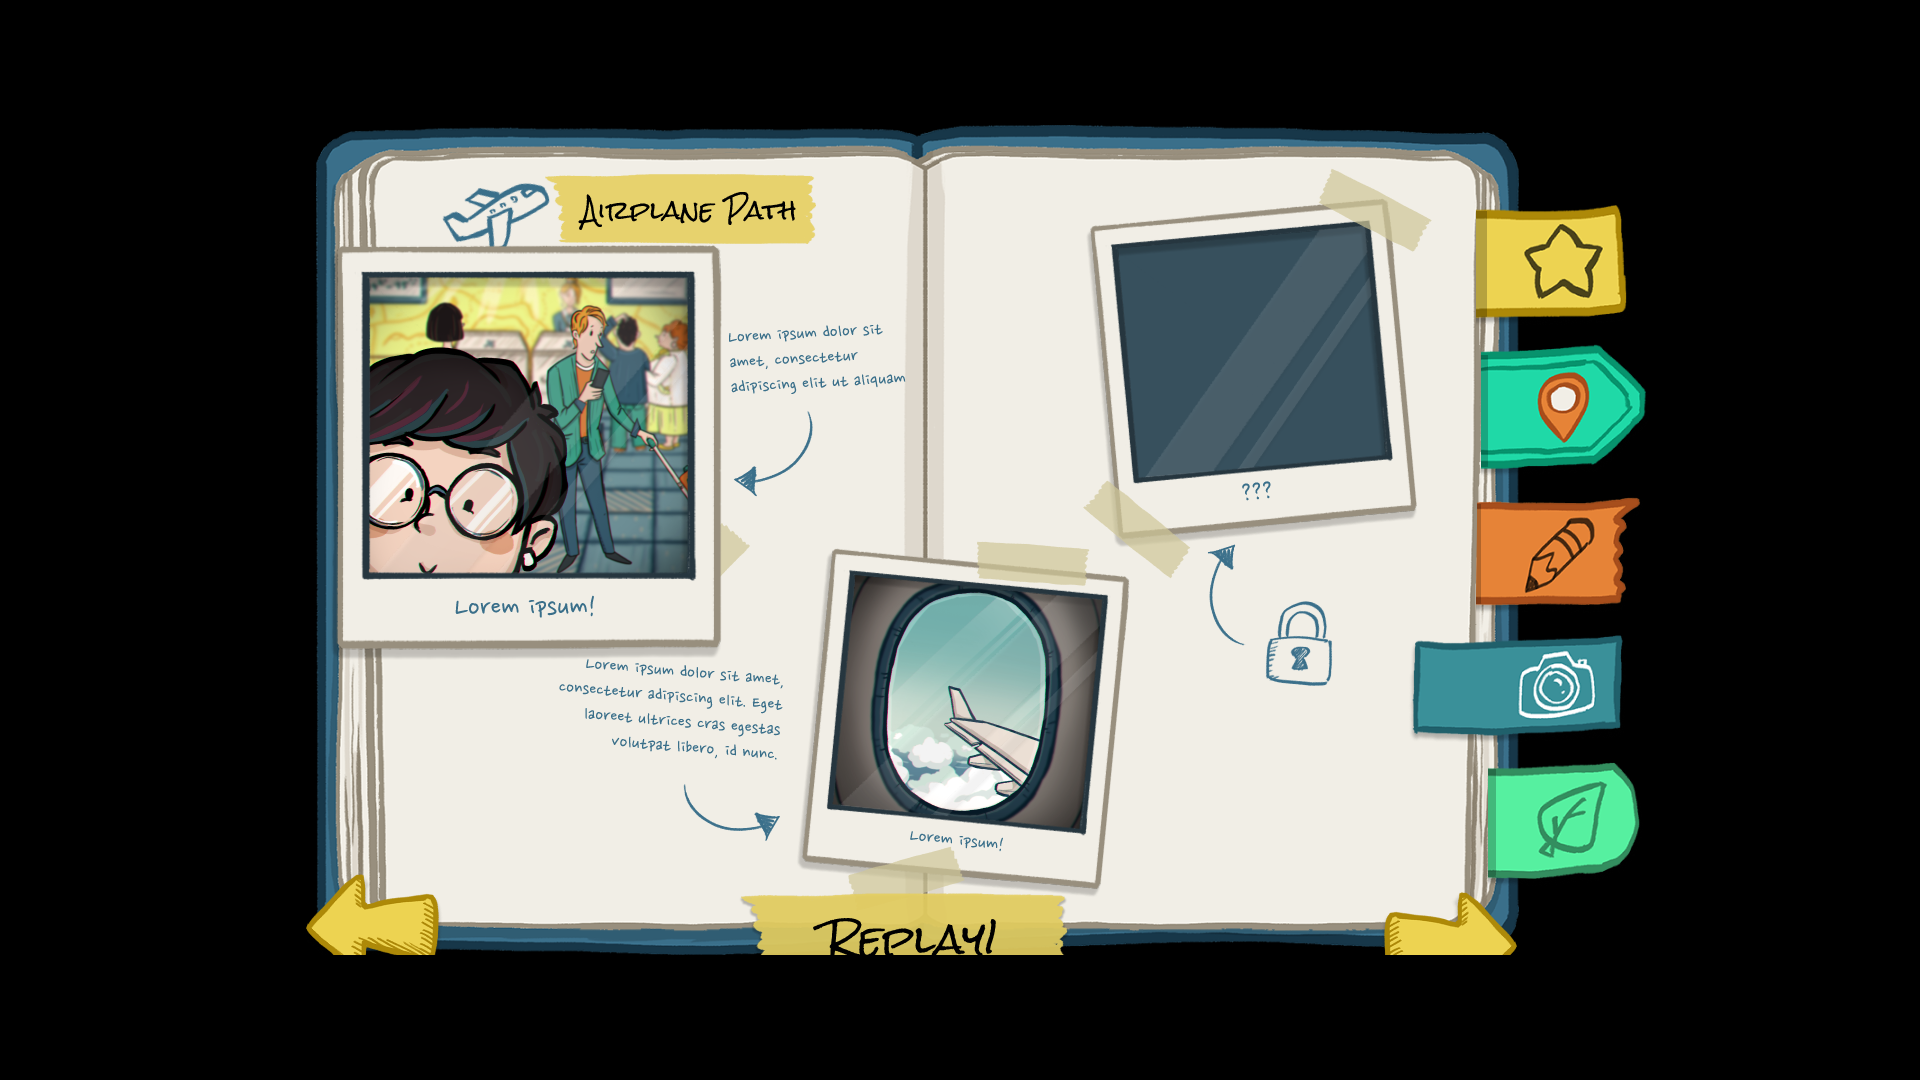 Airplane Path
Lorem ipsum dolor sit
amet, consectetur
adipiscing elit ut aliquam
Lorem ipsum!
Lorem ipsum dolor sit amet,
consectetur adipiscing elit. Eget
laoreet ultrices cras egestas
volutpat libero, id nunc.
Lorem ipsum!
???
Replay!